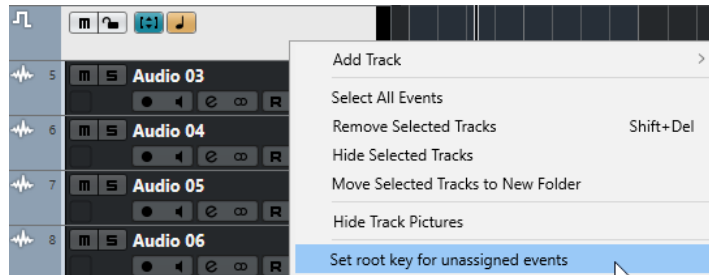 m
Add Track
5 m S Audio 03
Select All Events
e R
Remove Selected Tracks Shift+Del
6 m S Audio 04
Hide Selected Tracks
e R
7 m S Audio 05
Move Selected Tracks to New Folder
e R
Hide Track Pictures
8 m S Audio 06
Set root key for unassigned events
e R